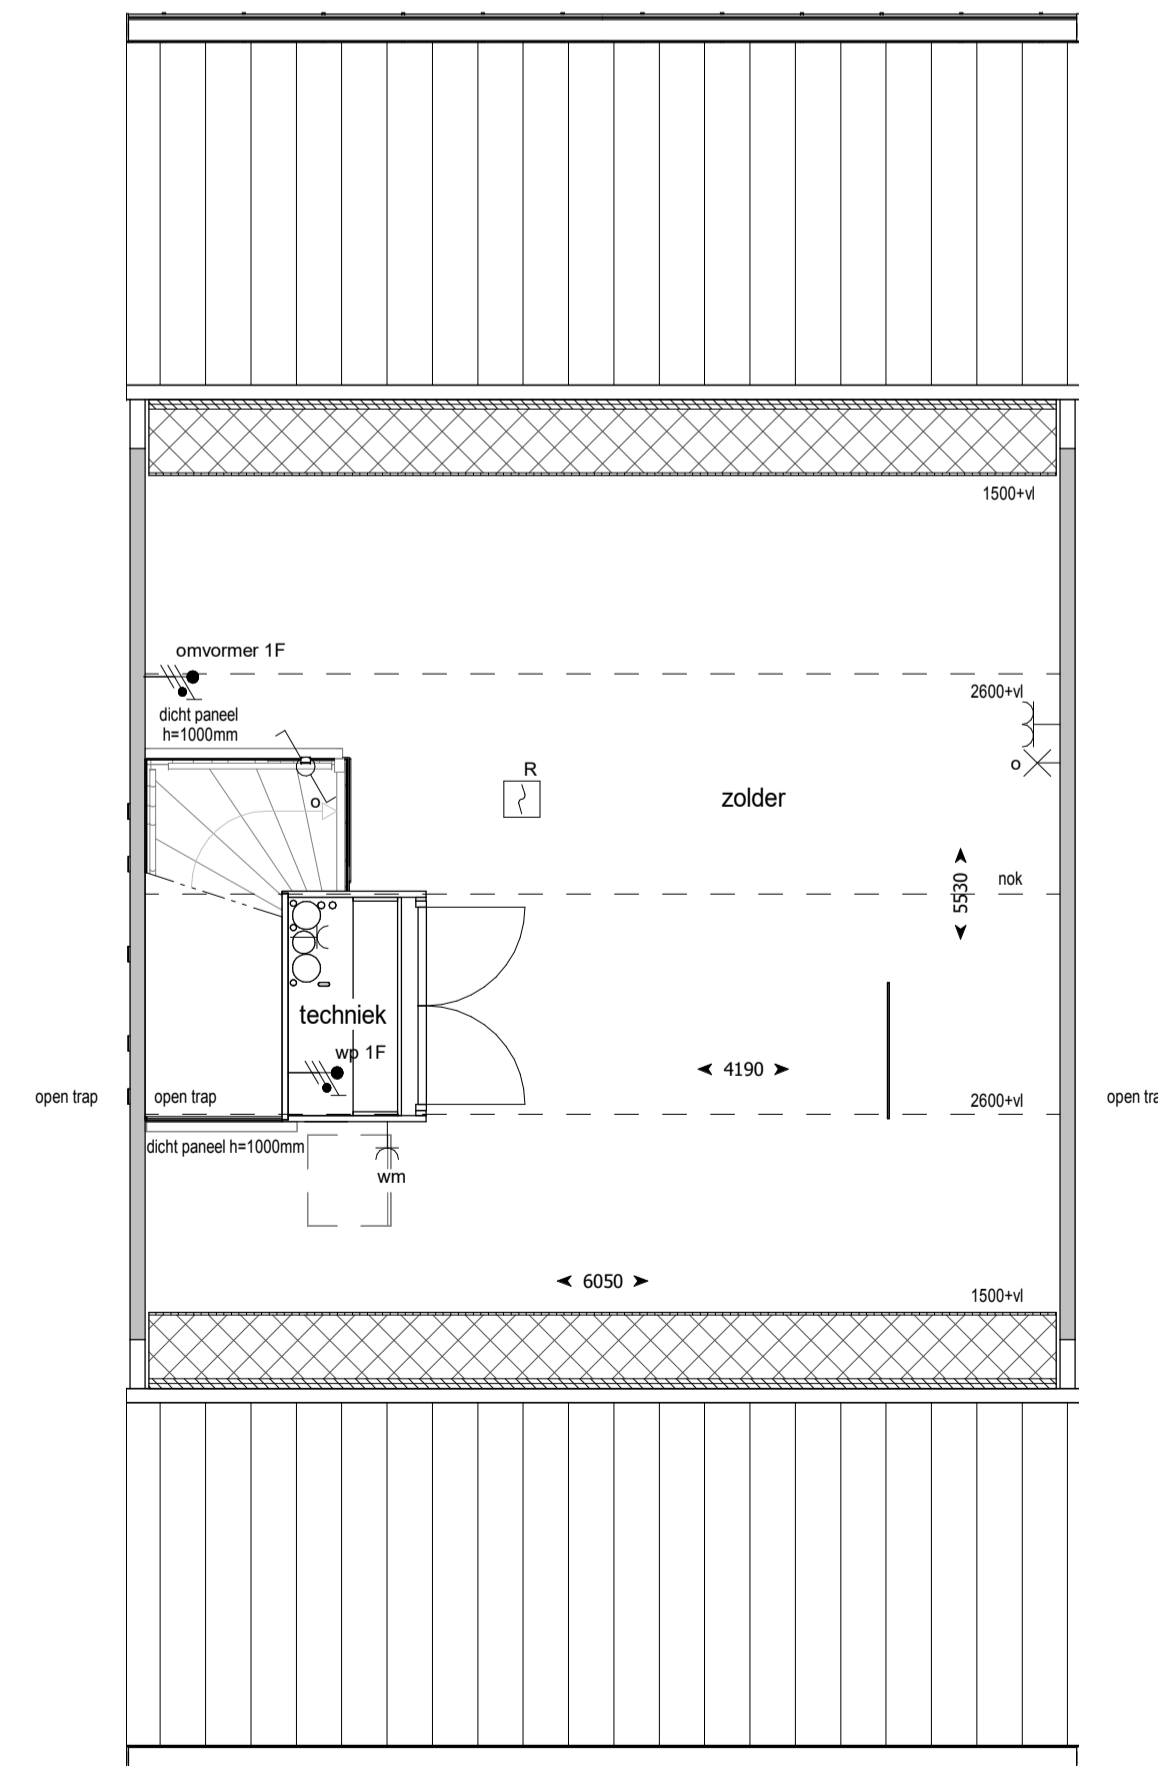 1500+vl
omvormer 1F
2600+vl
dicht paneel
h=1000mm
o
R
zolder
o
nok
5530
techniek
wp 1F
4190
open trap
open trap
2600+vl
open tra
dicht paneel h=1000mm
wm
6050
1500+vl